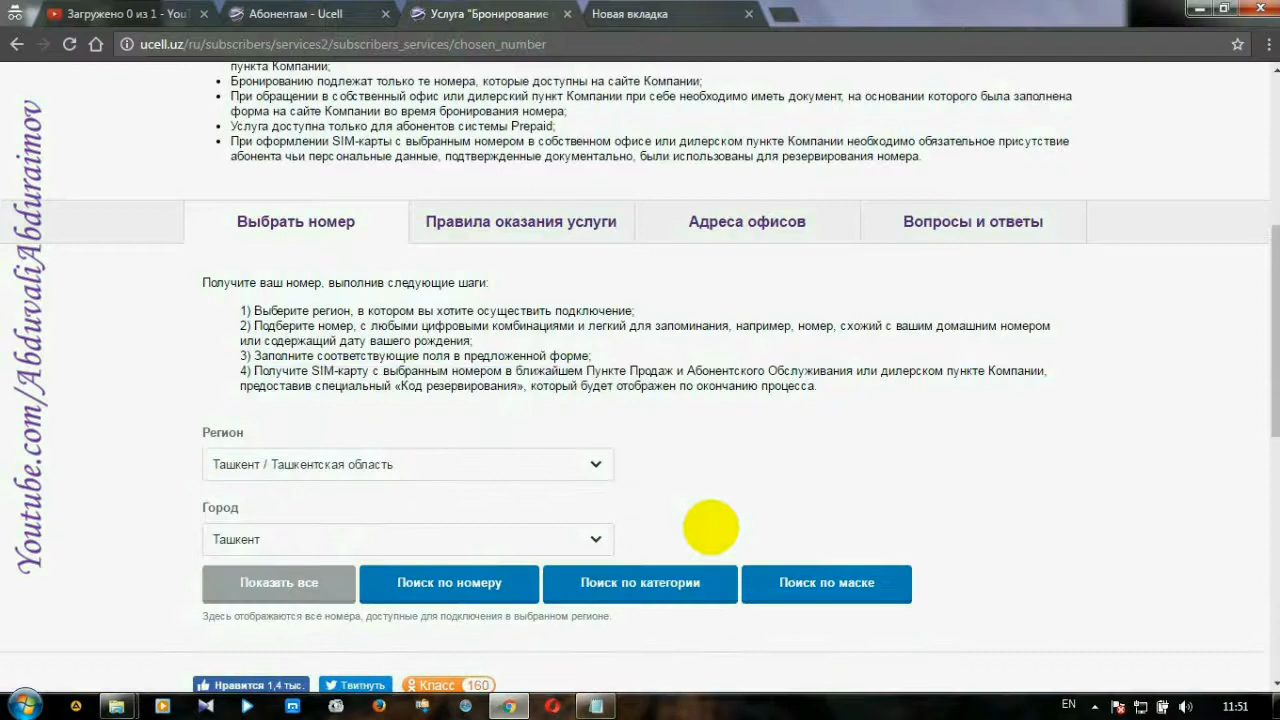 Загружено 0 из 1 - You
Абонентам - Ucell
Услуга "Бронирование
Новая вкладка
ucell.uz/ru/subscribers/services2/subscribers_services/chosen_number
пункта Компании;
Бронированию подлежат только те номера, которые доступны на сайте Компании;
При обращении в собственный офис или дилерский пункт Компании при себе необходимо иметь документ, на основании которого была заполнена
форма на сайте Компании во время бронирования номера;
Услуга доступна только для абонентов системы Prepaid;
При оформлении SIM-карты с выбранным номером в собственном офисе или дилерском пункте Компании необходимо обязательное присутствие
абонента чьи персональные данные, подтвержденные документально, были использованы для резервирования номера.
Youtube.com/AbduvaliAbduraimov
Выбрать номер
Правила оказания услуги
Адреса офисов
Вопросы и ответы
Получите ваш номер, выполнив следующие шаги:
1) Выберите регион, в котором вы хотите осуществить подключение;
2) Подберите номер, с любыми цифровыми комбинациями и легкий для запоминания, например, номер, схожий с вашим домашним номером
или содержащий дату вашего рождения;
3) Заполните соответствующие поля в предложенной форме;
4) Получите SIM-карту с выбранным номером в ближайшем Пункте Продаж и Абонентского Обслуживания или дилерском пункте Компании,
предоставив специальный «Код резервирования», который будет отображен по окончанию процесса.
Регион
Ташкент / Ташкентская область
Город
Ташкент
Показать все
Поиск по номеру
Поиск по категории
Поиск по маске
Здесь отображаются все номера, доступные для подключения в выбранном регионе.
Нравится 1,4 тыс.
Твитнуть
Класс 160
EN
11:51